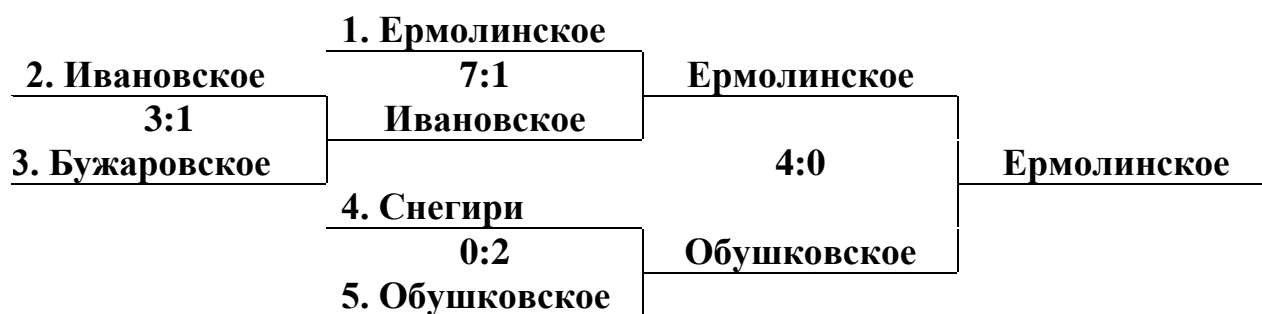 1. Ермолинское
2. Ивановское 7:1 Ермолинское
3:1 Ивановское
3. Бужаровское 4:0 Ермолинское
4. Снегири
0:2 Обушковское
5. Обушковское